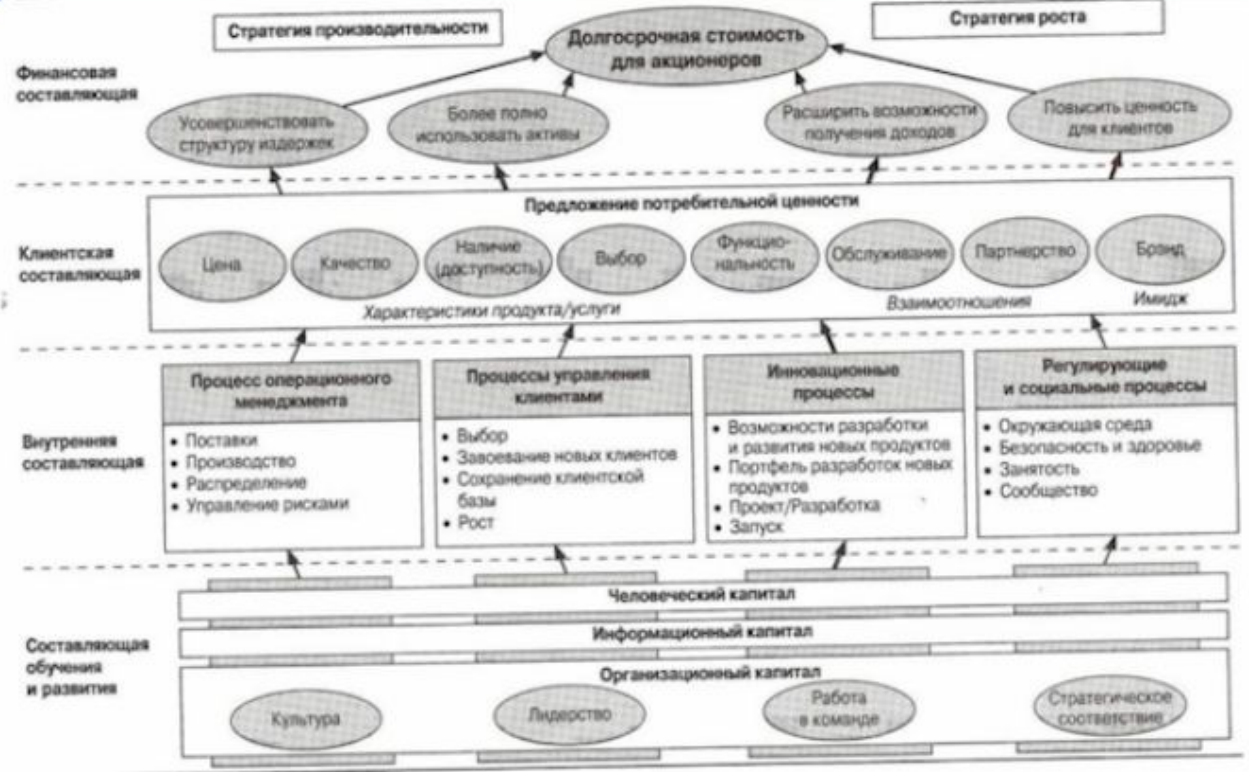 Стратегия производительности
Долгосрочная стоимость
для акционеров
Стратегия роста
Финансовая
составляющая
Усовершенствовать
структуру издержек
Более полно
использовать активы
Расширить возможности
получения доходов
Повысить ценность
для клиентов
Предложение потребительной ценности
Клиентская
составляющая
Цена
Качество
Наличие
(доступность)
Выбор
Функцио-
нальность
Обслуживание
Партнерство
Брэнд
Характеристики продукта/услуги
Взаимоотношения
Имидж
Внутренняя
составляющая
Процесс операционного
менеджмента
• Поставки
• Производство
• Распределение
• Управление рисками
Процессы управления
клиентами
• Выбор
• Завоевание новых клиентов
• Сохранение клиентской
базы
• Рост
Инновационные
процессы
• Возможности разработки
и развития новых продуктов
• Портфель разработок новых
продуктов
• Проект/Разработка
• Запуск
Регулирующие
и социальные процессы
• Окружающая среда
• Безопасность и здоровье
• Занятость
• Сообщество
Составляющая
обучения
и развития
Человеческий капитал
Информационный капитал
Организационный капитал
Культура
Лидерство
Работа
в команде
Стратегическое
соответствие